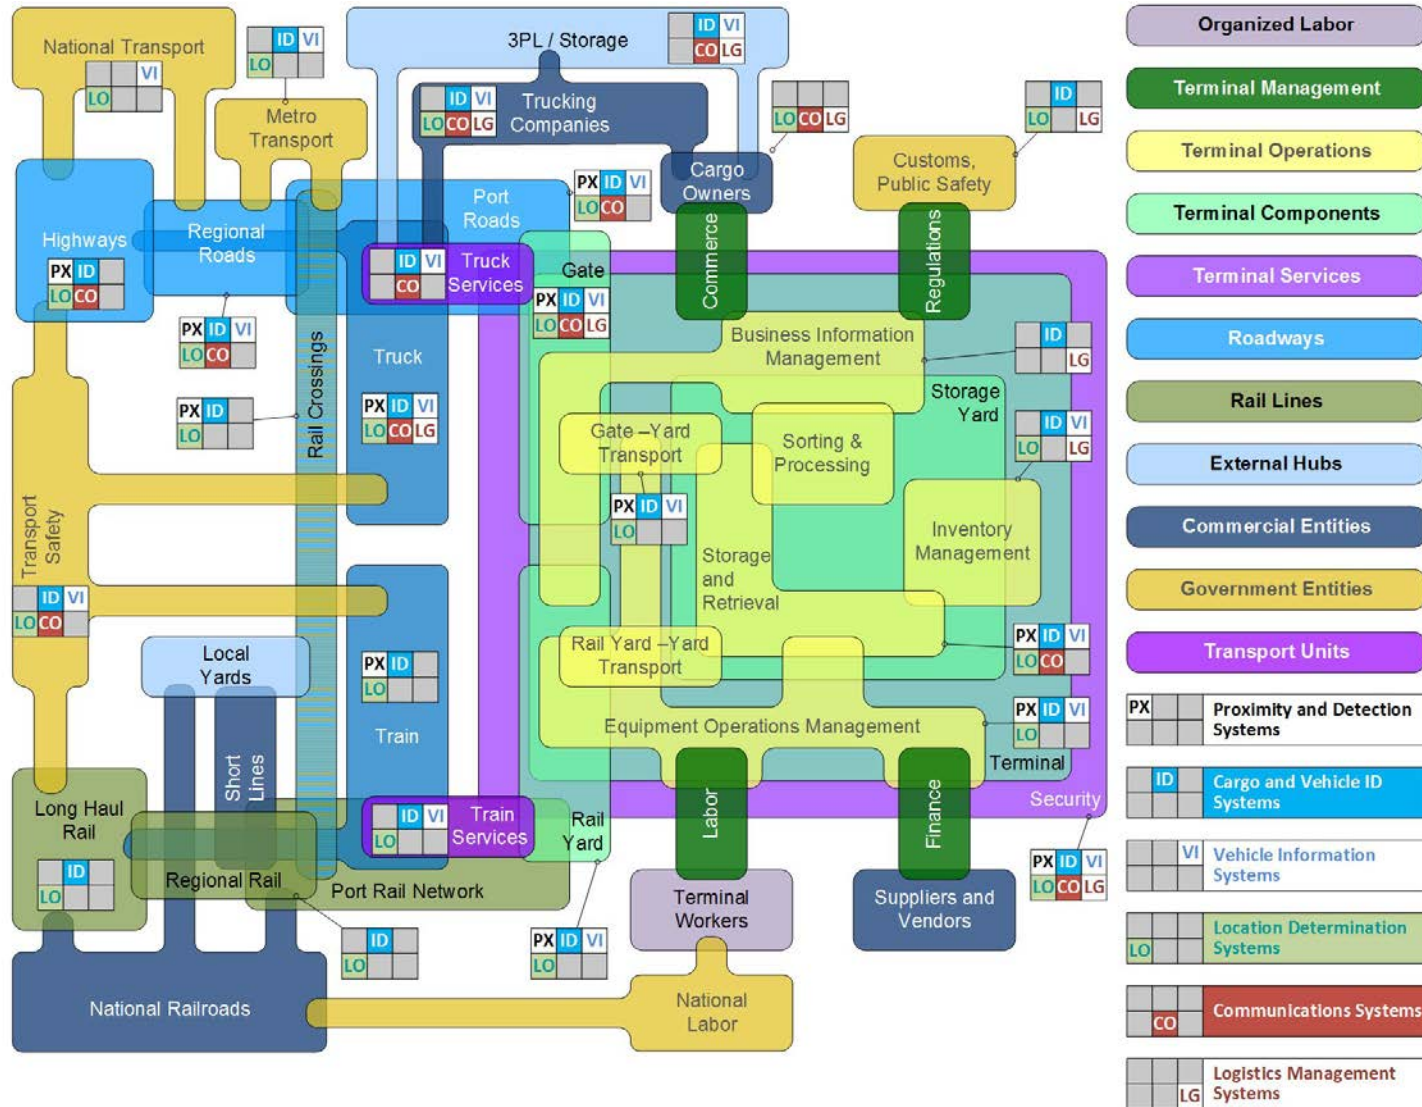 National Transport
VI
LO
ID VI
LO
Metro
Transport
3PL / Storage
ID VI
CO LG
ID VI
LO CO LG
Trucking
Companies
LO CO LG
Cargo
Owners
Customs,
Public Safety
ID
LO LG
Highways
PX ID
LO CO
Regional
Roads
PX ID VI
LO CO
Port
Roads
PX ID VI
LO CO
ID VI
CO
Truck
Services
Gate
PX ID VI
LO CO LG
Commerce
Regulations
Business Information
Management
ID
LG
PX ID
LO
Rail Crossings
Truck
PX ID VI
LO CO LG
Gate –Yard
Transport
PX ID VI
LO
Sorting &
Processing
Storage
Yard
ID VI
LO LG
Inventory
Management
Storage
and
Retrieval
PX ID VI
LO CO
Transport
Safety
ID VI
LO CO
Local
Yards
Short
Lines
PX ID
LO
Train
Rail Yard –Yard
Transport
Equipment Operations Management
PX ID VI
LO
Terminal
Security
PX ID VI
LO CO LG
Long Haul
Rail
ID
LO
Regional Rail
ID
LO
Port Rail Network
ID VI
LO
Train
Services
Rail
Yard
PX ID VI
LO
Labor
Finance
Terminal
Workers
Suppliers and
Vendors
National Railroads
National
Labor
Organized Labor
Terminal Management
Terminal Operations
Terminal Components
Terminal Services
Roadways
Rail Lines
External Hubs
Commercial Entities
Government Entities
Transport Units
PX
Proximity and Detection
Systems
ID
Cargo and Vehicle ID
Systems
VI
Vehicle Information
Systems
LO
Location Determination
Systems
CO
Communications Systems
LG
Logistics Management
Systems